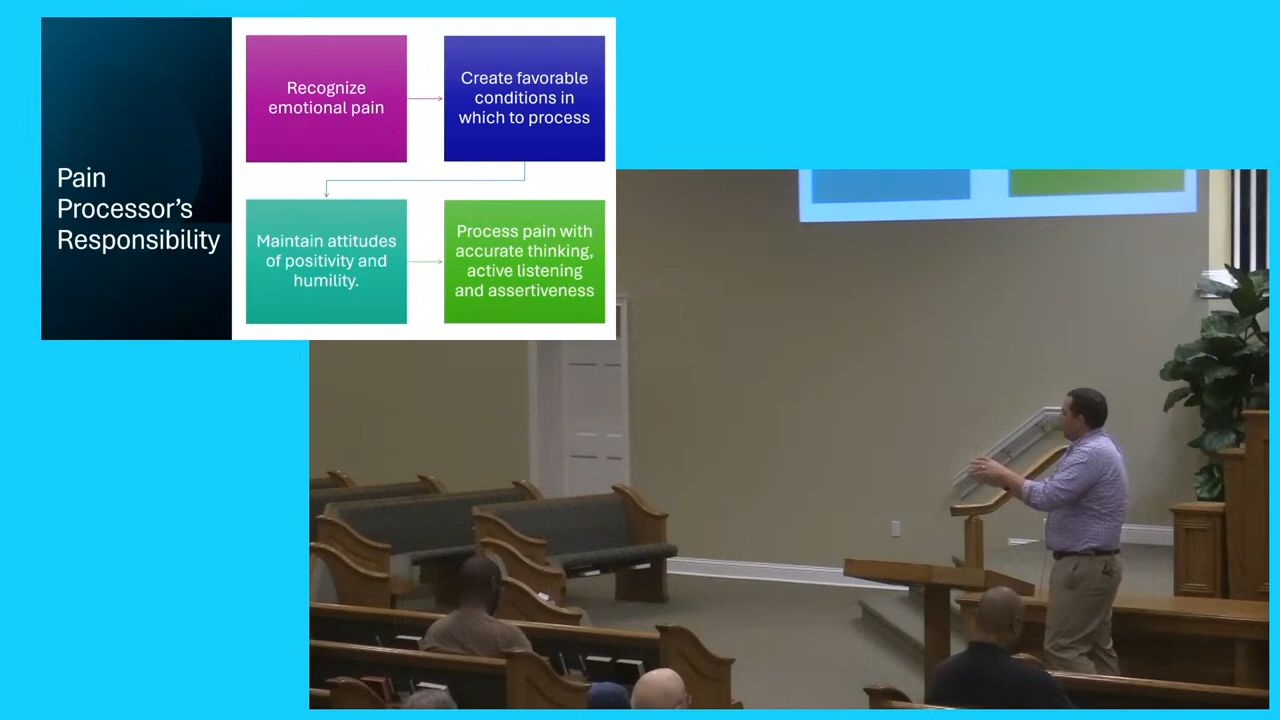 Pain
Processor's
Responsibility
Recognize
emotional pain
Create favorable
conditions in
which to process
Maintain attitudes
of positivity and
humility.
Process pain with
accurate thinking,
active listening
and assertiveness